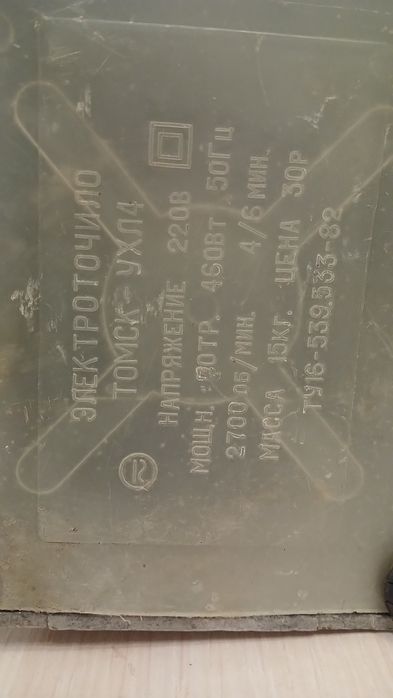 ЭЛЕКТРОТОЧИЛО
ТОМСК-УХЛ4
НАПРЯЖЕНИЕ 220В
МОЩН. ПОТР. 460Вт 50Гц
2700 об/мин. 4/6 мин.
МАССА 15кг. ЦЕНА 30Р
ТУ16-539.533-82